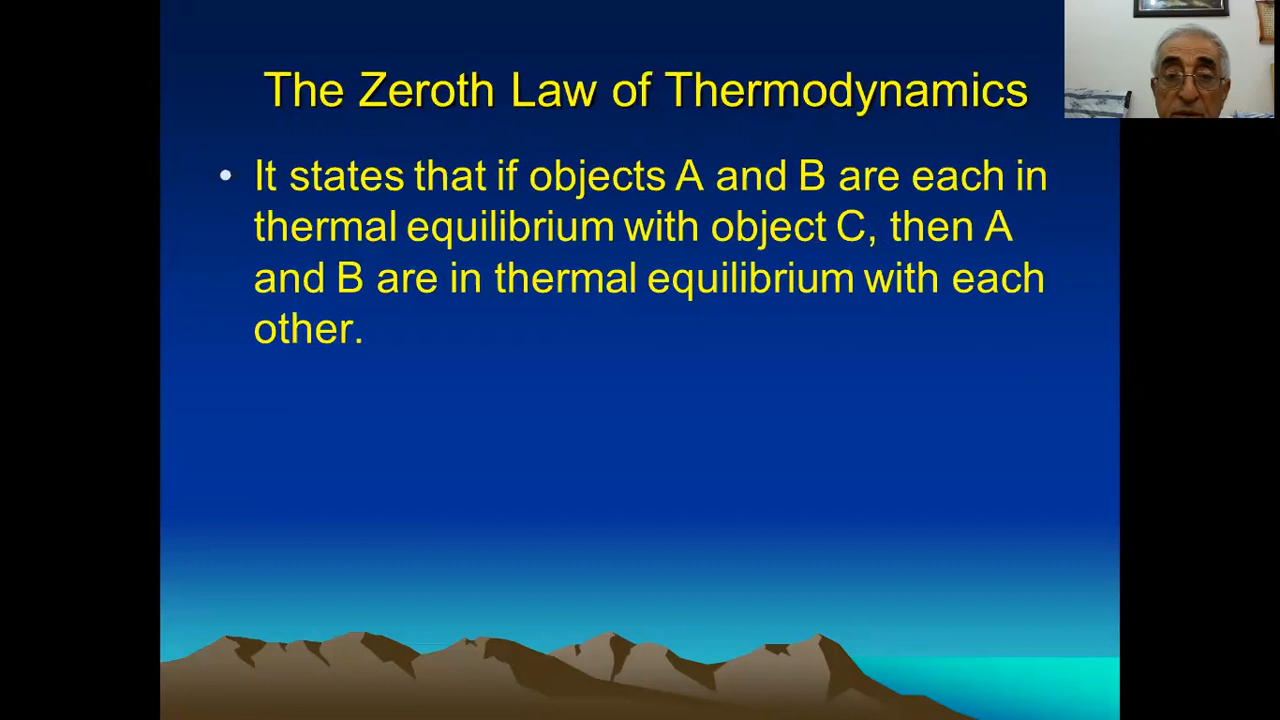 The Zeroth Law of Thermodynamics
• It states that if objects A and B are each in
thermal equilibrium with object C, then A
and B are in thermal equilibrium with each
other.